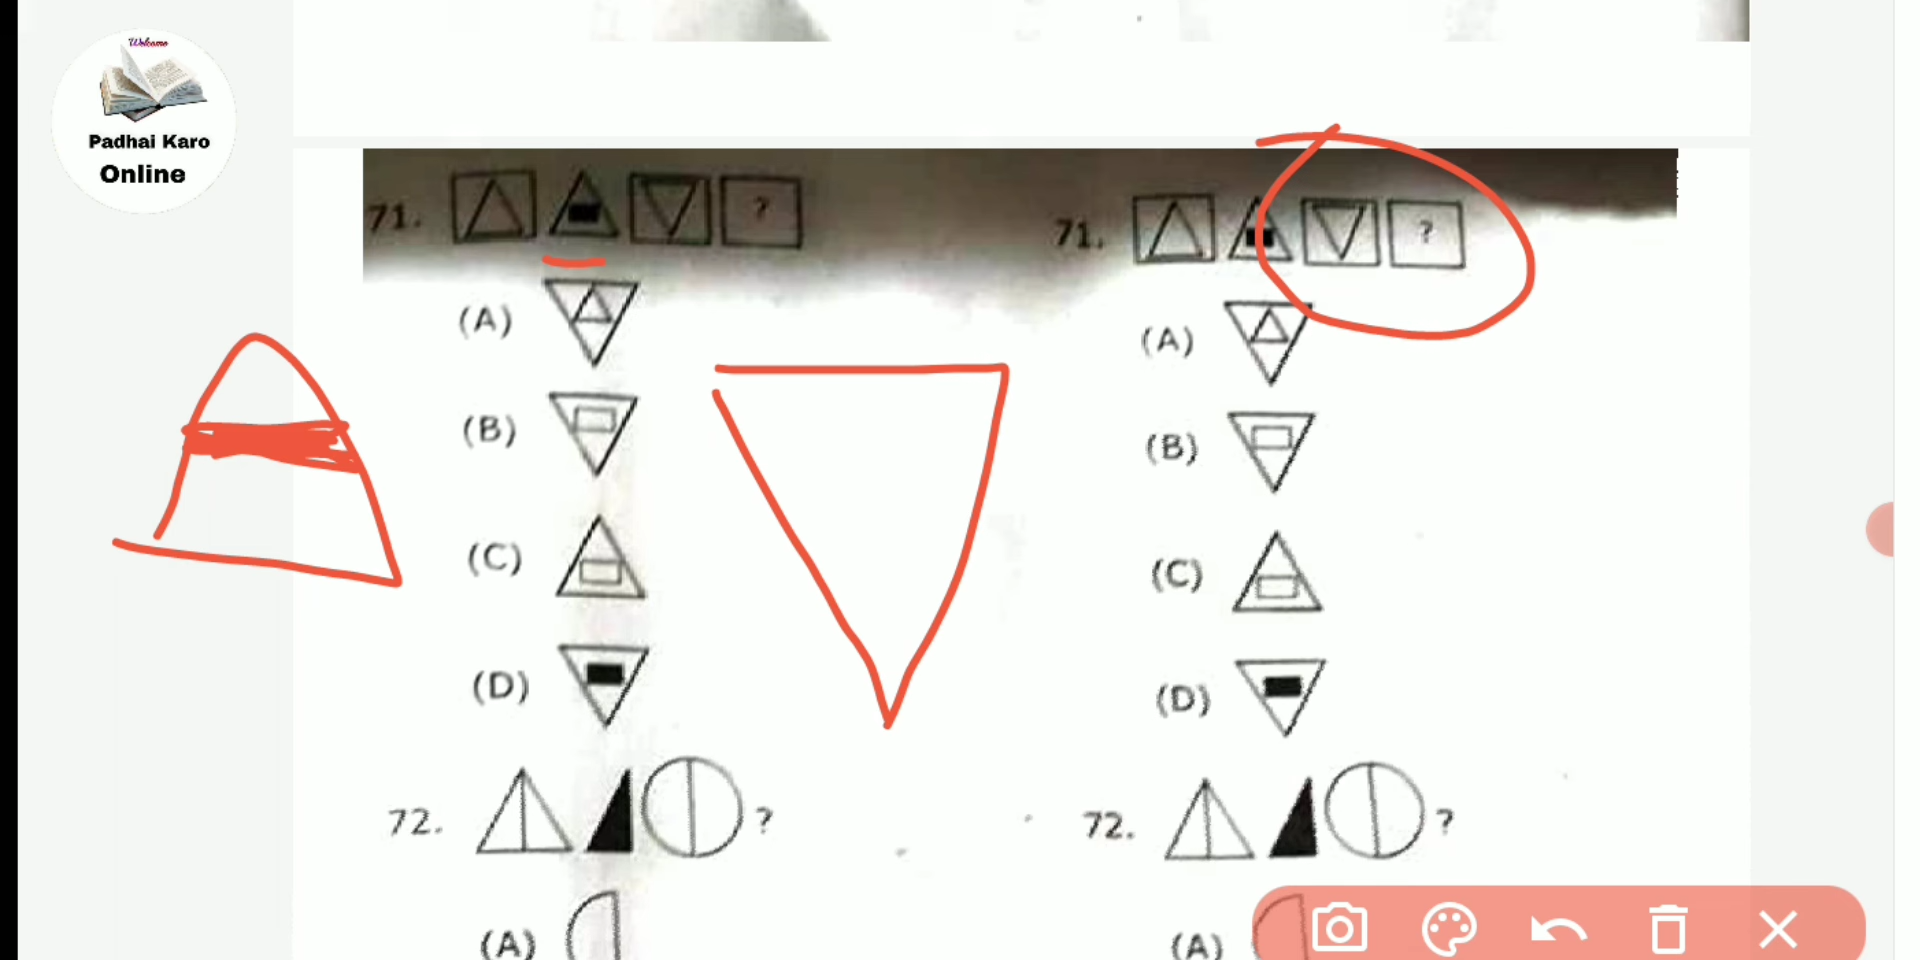 Welcome
Padhai Karo
Online
71.
?
(A)
(B)
(C)
(D)
72.
?
(A)
71.
?
(A)
(B)
(C)
(D)
72.
?
(A)